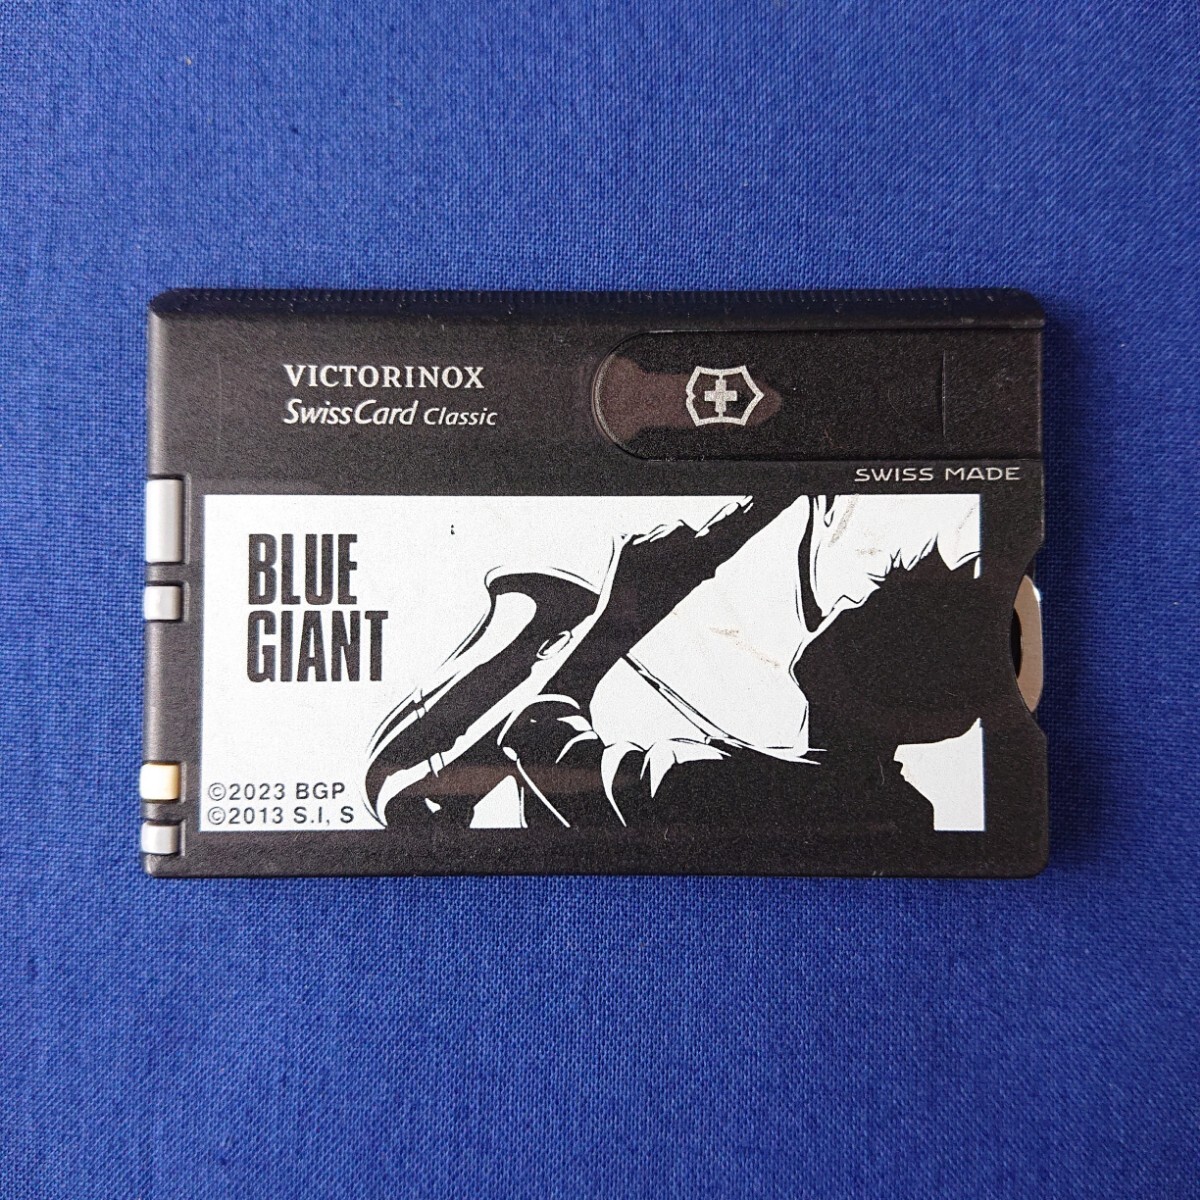 VICTORINOX
SwissCard Classic
SWISS MADE
BLUE
GIANT
©2023 BGP
©2013 S.I, S